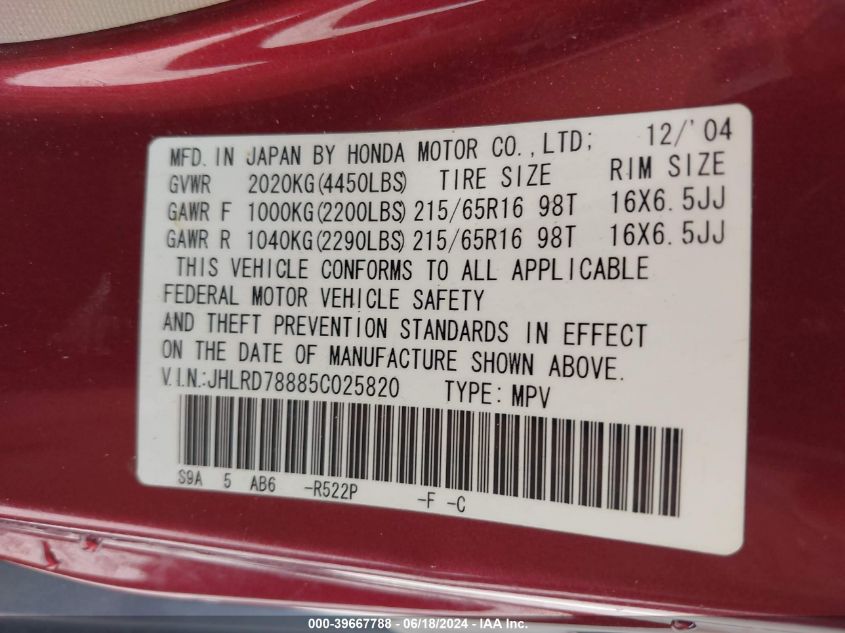 MFD. IN JAPAN BY HONDA MOTOR CO.,LTD; 12/'04
GVWR 2020KG(4450LBS) TIRE SIZE RIM SIZE
GAWR F 1000KG(2200LBS) 215/65R16 98T 16X6.5JJ
GAWR R 1040KG(2290LBS) 215/65R16 98T 16X6.5JJ
THIS VEHICLE CONFORMS TO ALL APPLICABLE
FEDERAL MOTOR VEHICLE SAFETY
AND THEFT PREVENTION STANDARDS IN EFFECT
ON THE DATE OF MANUFACTURE SHOWN ABOVE.
V.I.N.:JHLRD78885C025820 TYPE: MPV
S9A 5 AB6 -R522P -F -C
000-39667788 - 06/18/2024 - IAA Inc.